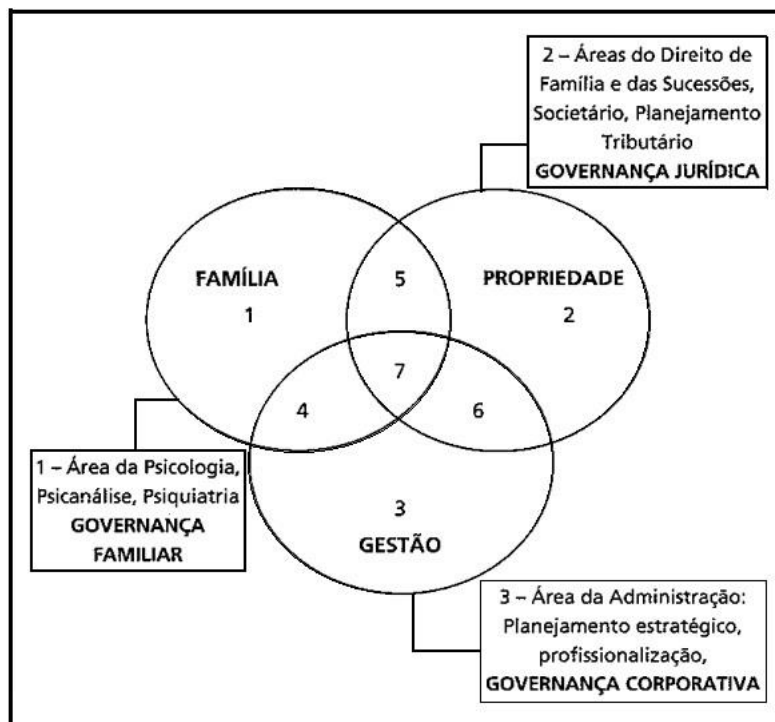 2 – Áreas do Direito de
Família e das Sucessões,
Societário, Planejamento
Tributário
GOVERNANÇA JURÍDICA
FAMÍLIA
1
5
PROPRIEDADE
2
7
4
6
1 – Área da Psicologia,
Psicanálise, Psiquiatria
GOVERNANÇA
FAMILIAR
3
GESTÃO
3 – Área da Administração:
Planejamento estratégico,
profissionalização,
GOVERNANÇA CORPORATIVA